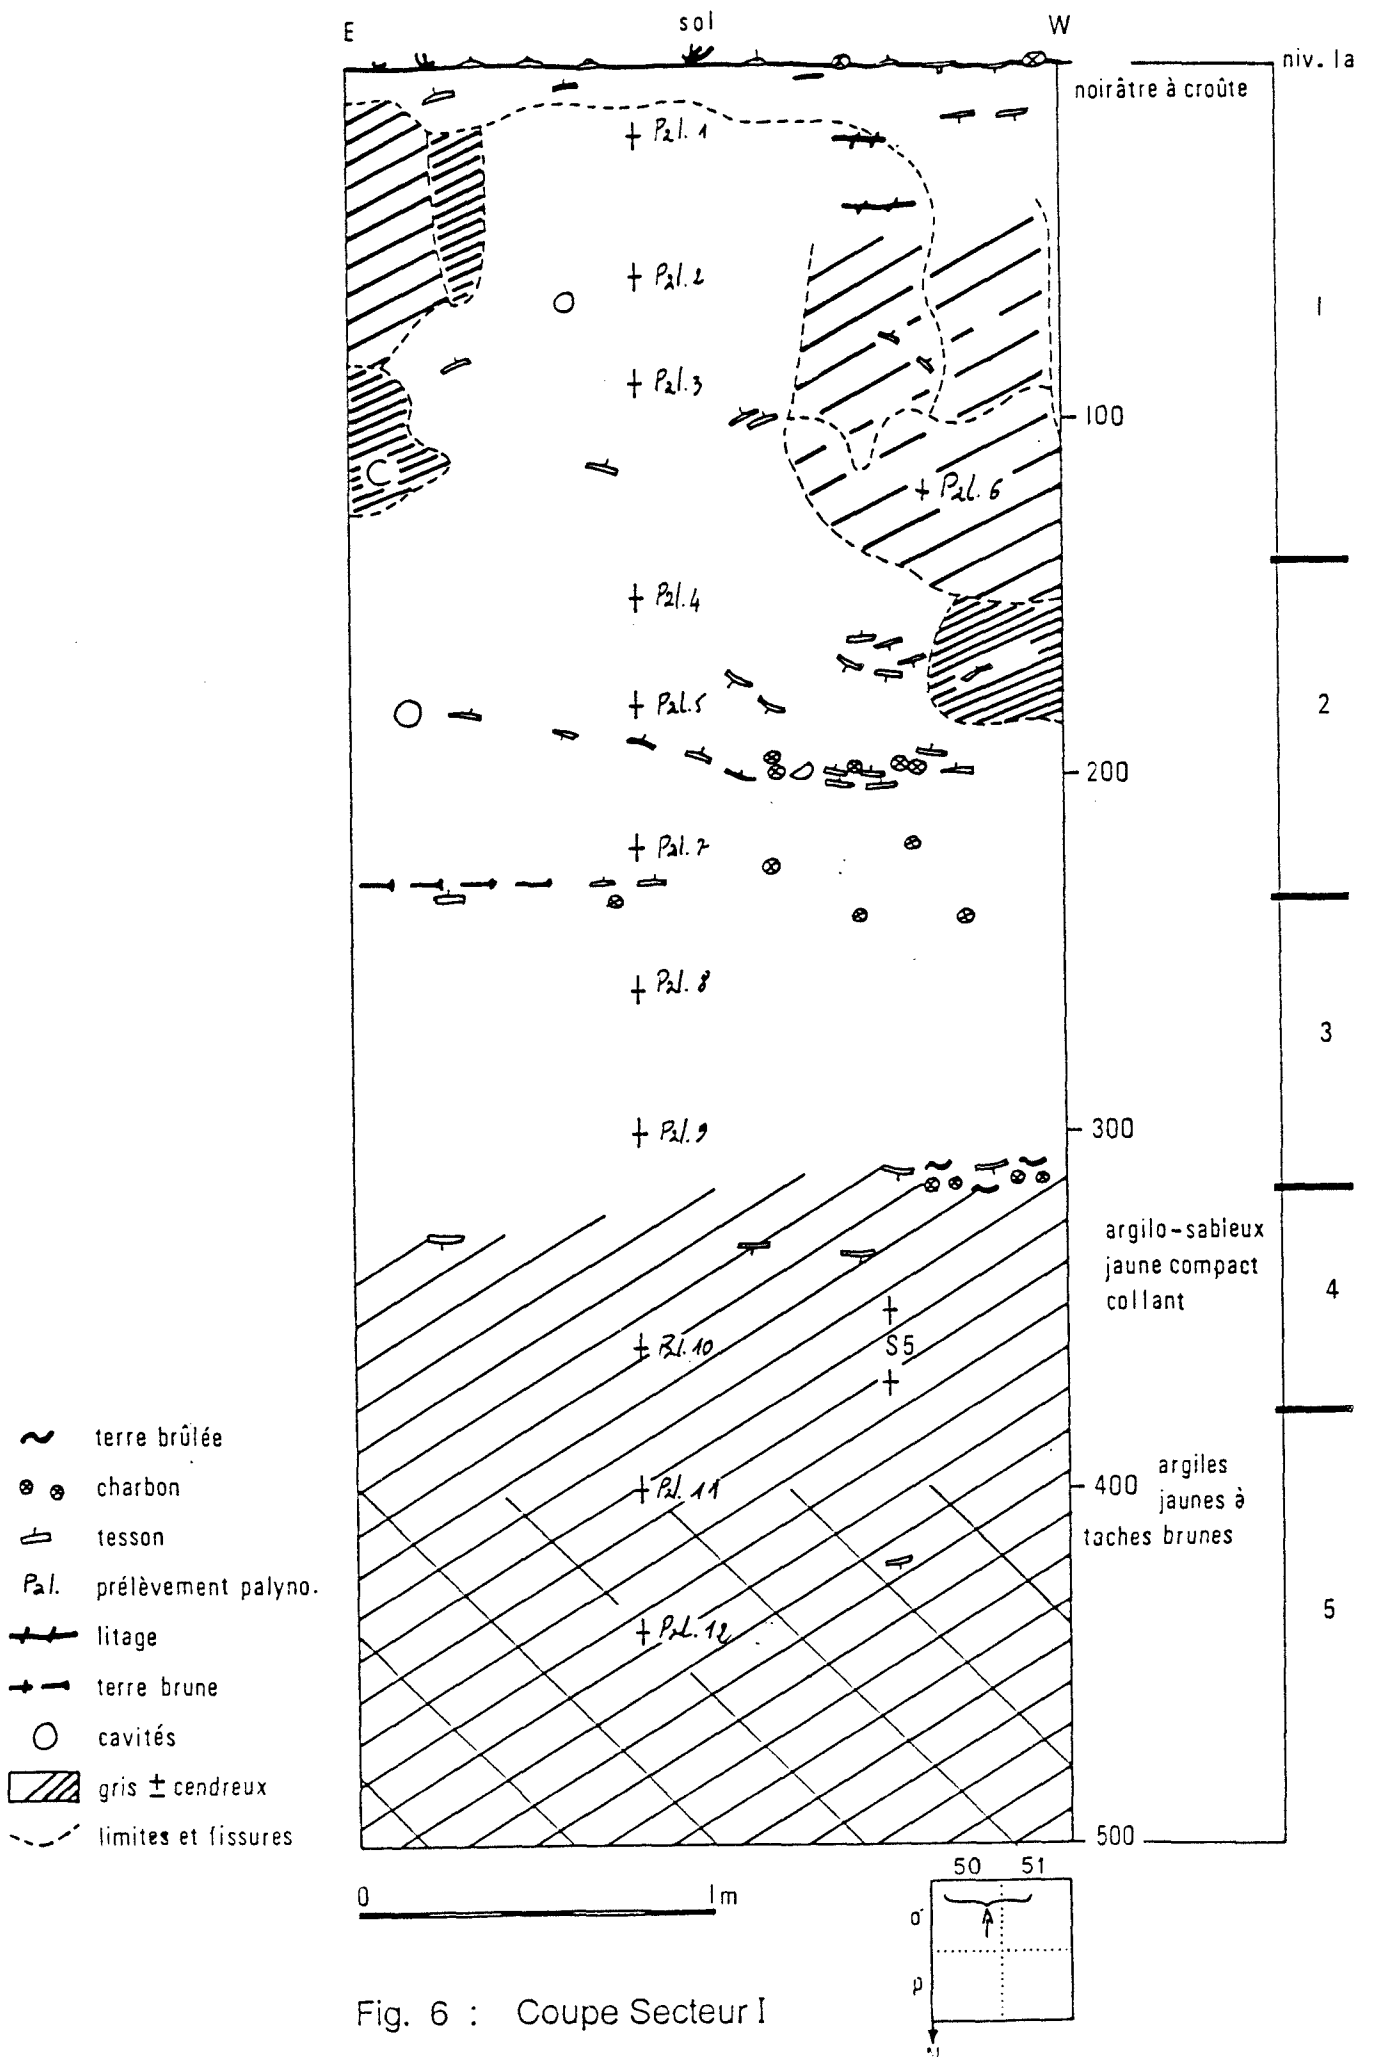 E
sol
W
niv. 1a
noirâtre à croûte
Pal. 1
Pal. 2
1
Pal. 3
100
Pal. 6
Pal. 4
Pal. 5
2
200
Pal. 7
Pal. 8
3
Pal. 9
300
argilo-sableux
jaune compact
collant
4
S5
Pal. 10
argiles
jaunes à
taches brunes
400
Pal. 11
5
Pal. 12
500
terre brûlée
charbon
tesson
Pal. prélèvement palyno.
litage
terre brune
cavités
gris ± cendreux
limites et fissures
0 1m
50 51
p
Fig. 6 : Coupe Secteur I